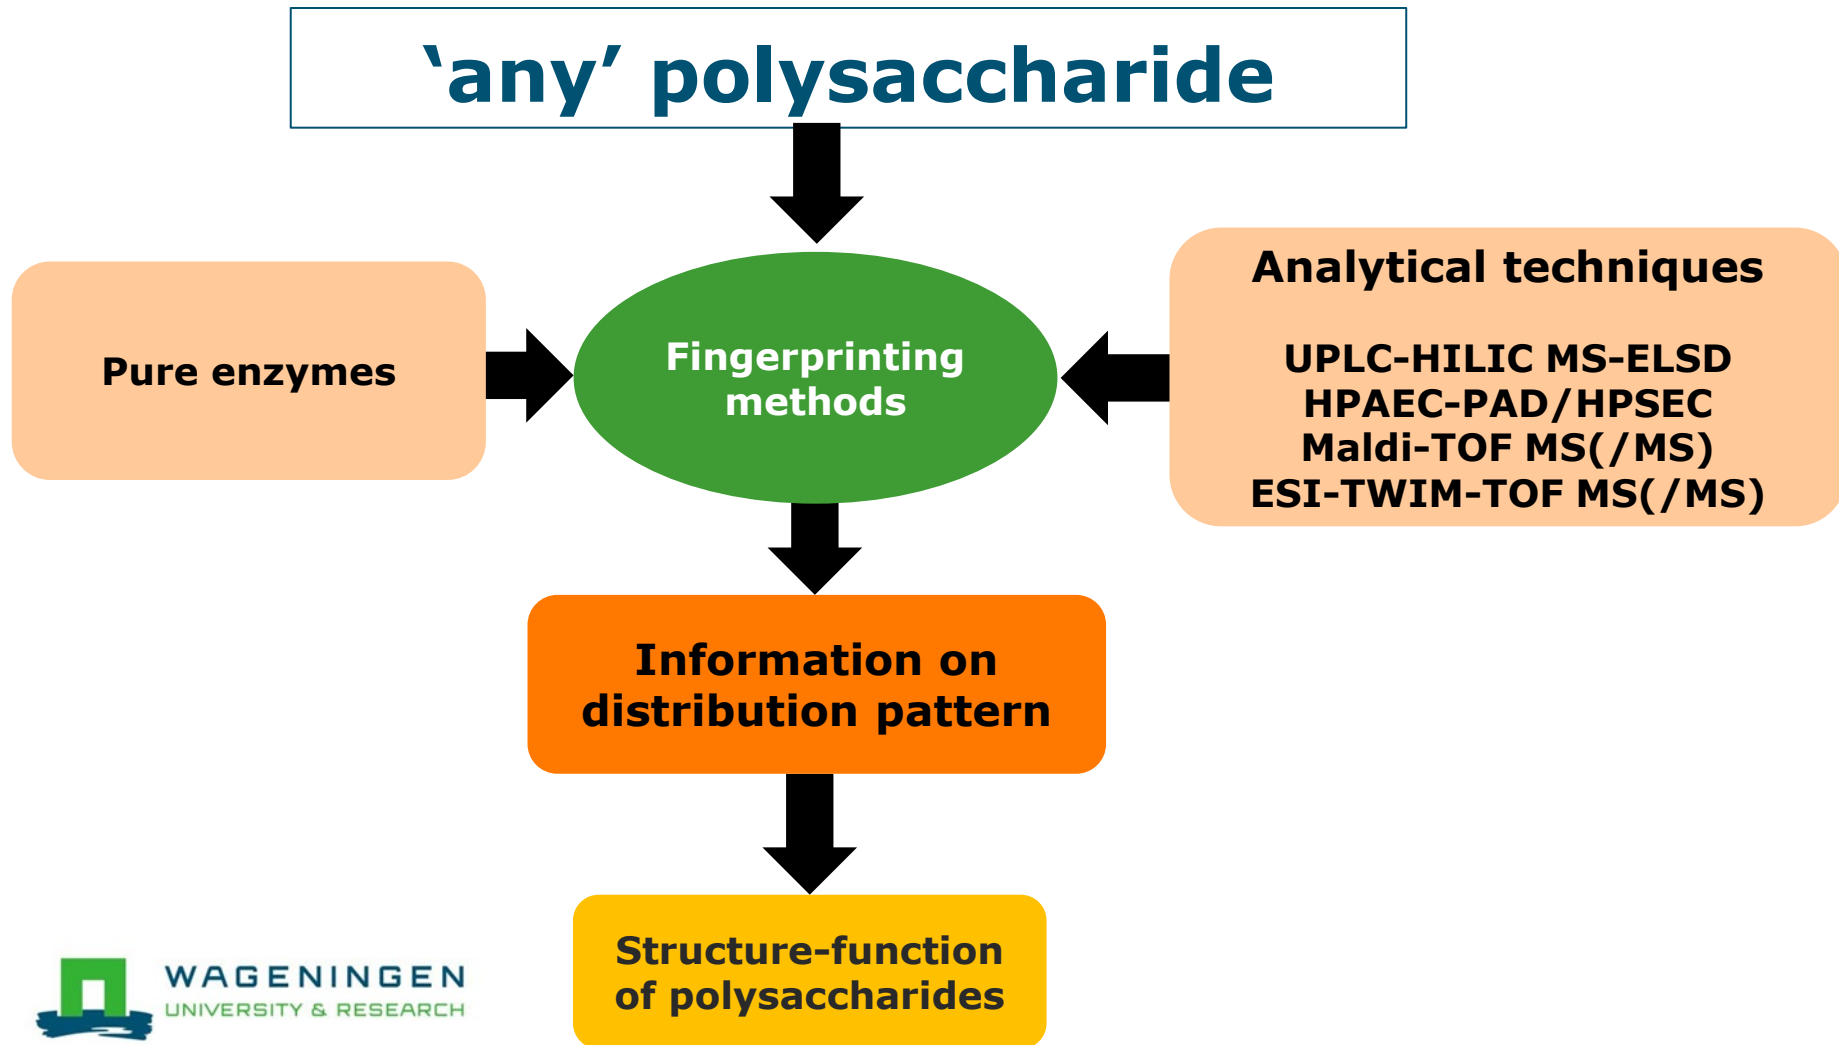 ‘any’ polysaccharide
Pure enzymes
Fingerprinting
methods
Analytical techniques
UPLC-HILIC MS-ELSD
HPAEC-PAD/HPSEC
Maldi-TOF MS(/MS)
ESI-TWIM-TOF MS(/MS)
Information on
distribution pattern
Structure-function
of polysaccharides
WAGENINGEN
UNIVERSITY & RESEARCH